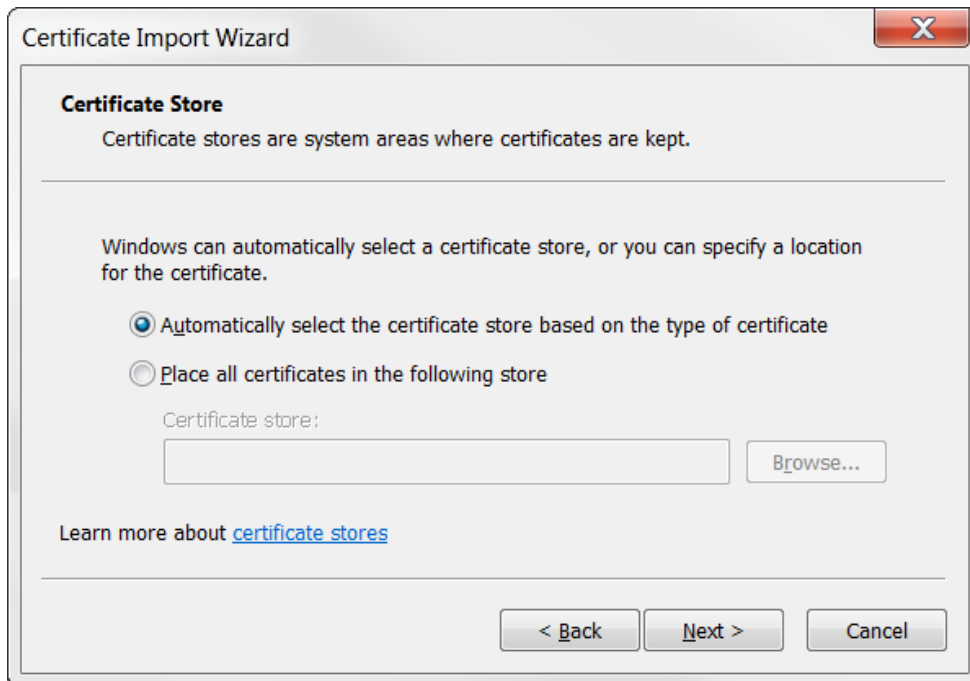 Certificate Import Wizard
Certificate Store
Certificate stores are system areas where certificates are kept.
Windows can automatically select a certificate store, or you can specify a location
for the certificate.
Automatically select the certificate store based on the type of certificate
Place all certificates in the following store
Certificate store:
Browse...
Learn more about certificate stores
< Back
Next >
Cancel